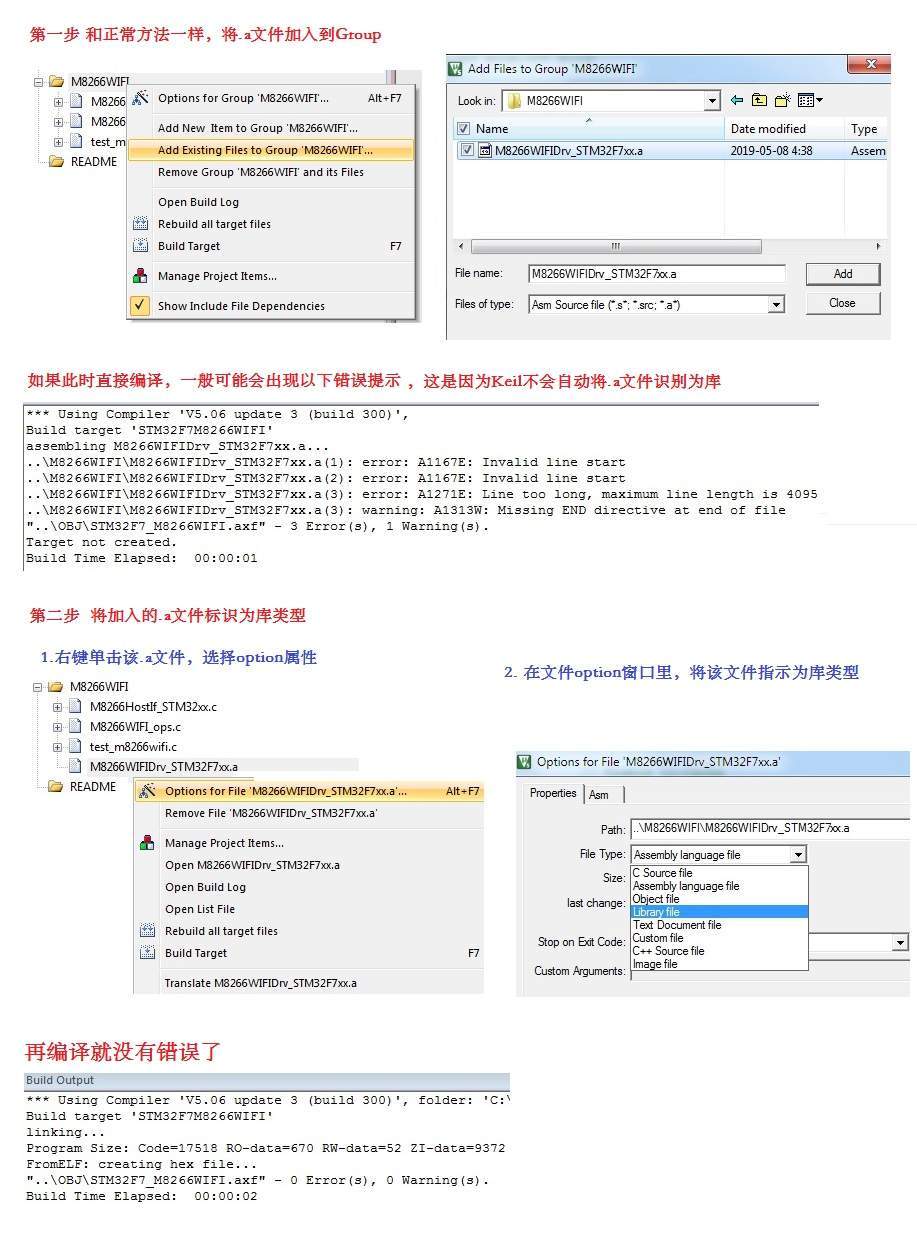 第一步 和正常方法一样，将.a文件加入到Group
M8266WIFI
M8266
M8266
test_m
README
Options for Group 'M8266WIFI'... Alt+F7
Add New Item to Group 'M8266WIFI'...
Add Existing Files to Group 'M8266WIFI'...
Remove Group 'M8266WIFI' and its Files
Open Build Log
Rebuild all target files
Build Target F7
Manage Project Items...
Show Include File Dependencies
Add Files to Group 'M8266WIFI'
Look in: M8266WIFI
Name Date modified Type
M8266WIFIDrv_STM32F7xx.a 2019-05-08 4:38 Assem
File name: M8266WIFIDrv_STM32F7xx.a Add
Files of type: Asm Source file (*.s*; *.src; *.a*) Close
如果此时直接编译，一般可能会出现以下错误提示 ，这是因为Keil不会自动将.a文件识别为库
*** Using Compiler 'V5.06 update 3 (build 300)',
Build target 'STM32F7M8266WIFI'
assembling M8266WIFIDrv_STM32F7xx.a...
..\M8266WIFI\M8266WIFIDrv_STM32F7xx.a(1): error: A1167E: Invalid line start
..\M8266WIFI\M8266WIFIDrv_STM32F7xx.a(2): error: A1167E: Invalid line start
..\M8266WIFI\M8266WIFIDrv_STM32F7xx.a(3): error: A1271E: Line too long, maximum line length is 4095
..\M8266WIFI\M8266WIFIDrv_STM32F7xx.a(3): warning: A1313W: Missing END directive at end of file
"..\OBJ\STM32F7_M8266WIFI.axf" - 3 Error(s), 1 Warning(s).
Target not created.
Build Time Elapsed:  00:00:01
第二步 将加入的.a文件标识为库类型
1.右键单击该.a文件，选择option属性
M8266WIFI
M8266HostIf_STM32xx.c
M8266WIFI_ops.c
test_m8266wifi.c
M8266WIFIDrv_STM32F7xx.a
README
Options for File 'M8266WIFIDrv_STM32F7xx.a'... Alt+F7
Remove File 'M8266WIFIDrv_STM32F7xx.a'
Manage Project Items...
Open M8266WIFIDrv_STM32F7xx.a
Open Build Log
Open List File
Rebuild all target files
Build Target F7
Translate M8266WIFIDrv_STM32F7xx.a
2. 在文件option窗口里，将该文件指示为库类型
Options for File 'M8266WIFIDrv_STM32F7xx.a'
Properties Asm
Path: ..\M8266WIFI\M8266WIFIDrv_STM32F7xx.a
File Type: Assembly language file
Size:
last change:
Stop on Exit Code:
Custom Arguments:
C Source file
Assembly language file
Object file
Library file
Text Document file
Custom file
C++ Source file
Image file
再编译就没有错误了
Build Output
*** Using Compiler 'V5.06 update 3 (build 300)', folder: 'C:\
Build target 'STM32F7M8266WIFI'
linking...
Program Size: Code=17518 RO-data=670 RW-data=52 ZI-data=9372
FromELF: creating hex file...
"..\OBJ\STM32F7_M8266WIFI.axf" - 0 Error(s), 0 Warning(s).
Build Time Elapsed:  00:00:02